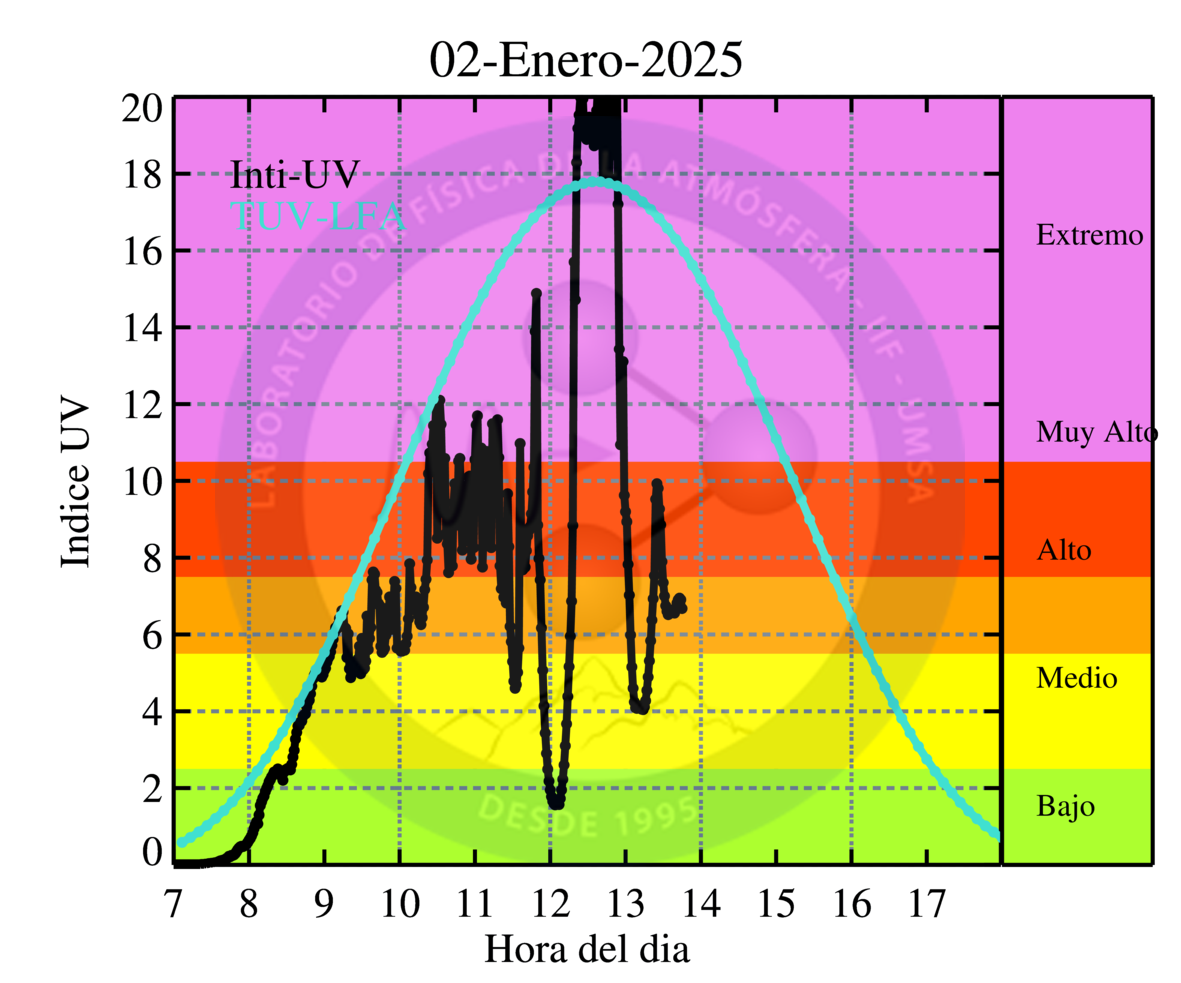 02-Enero-2025
Indice UV
20
18
16
14
12
10
8
6
4
2
0
Inti-UV
TUV-LFA
LABORATORIO DE FÍSICA DE LA ATMÓSFERA - IIF - UMSA
DESDE 1995
Extremo
Muy Alto
Alto
Medio
Bajo
7 8 9 10 11 12 13 14 15 16 17
Hora del dia